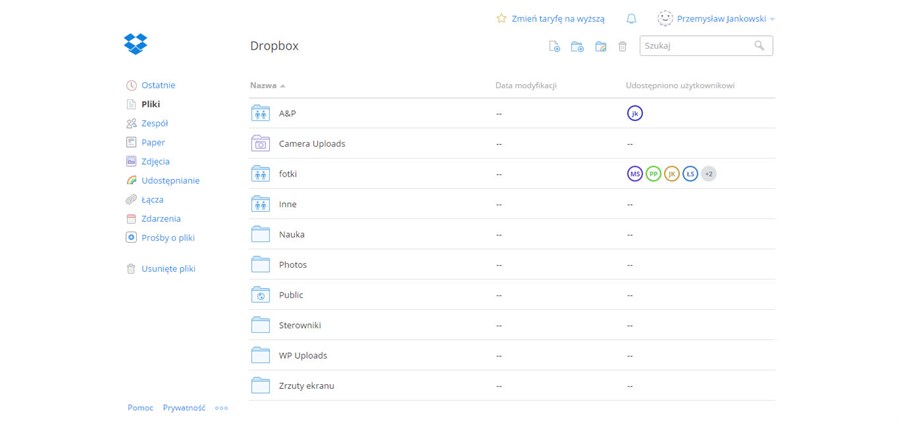 Zmień taryfę na wyższą
Przemysław Jankowski
Dropbox
Szukaj
Nazwa
Data modyfikacji
Udostępniono użytkownikowi
Ostatnie
Pliki
Zespół
Paper
Zdjęcia
Udostępnianie
Łącza
Zdarzenia
Prośby o pliki
Usunięte pliki
A&P -- jk
Camera Uploads -- --
fotki -- MS PP JK ŁS +2
Inne -- --
Nauka -- --
Photos -- --
Public -- --
Sterowniki -- --
WP Uploads -- --
Zrzuty ekranu -- --
Pomoc Prywatność